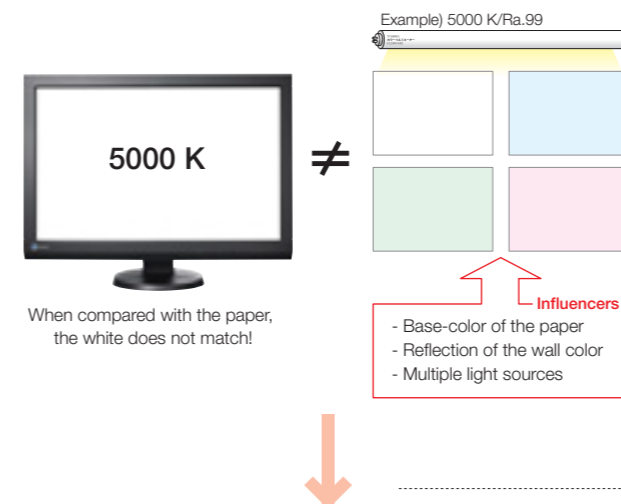 Example) 5000 K/Ra.99
5000 K
≠
When compared with the paper,
the white does not match!
Influencers
- Base-color of the paper
- Reflection of the wall color
- Multiple light sources